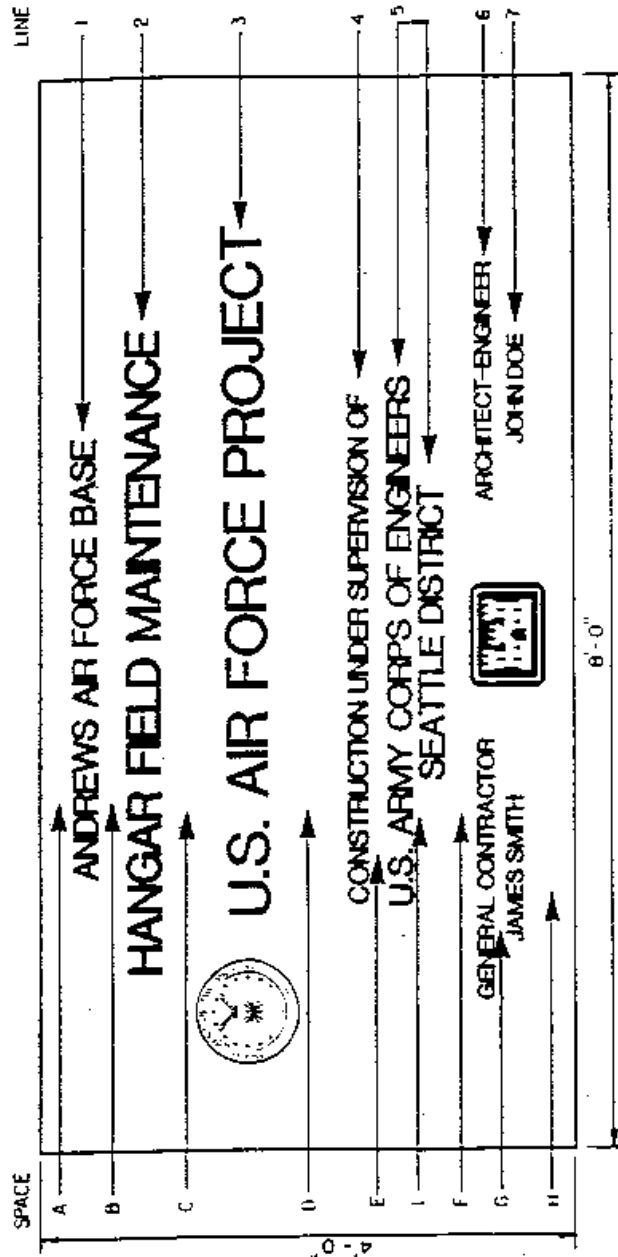 SPACE
LINE
A
1
ANDREWS AIR FORCE BASE
B
2
HANGAR FIELD MAINTENANCE
C
3
U.S. AIR FORCE PROJECT
D
4
CONSTRUCTION UNDER SUPERVISION OF
E
5
U.S. ARMY CORPS OF ENGINEERS
SEATTLE DISTRICT
F
6
GENERAL CONTRACTOR
ARCHITECT-ENGINEER
G
7
JAMES SMITH
JOHN DOE
H
4'-0"
8'-0"